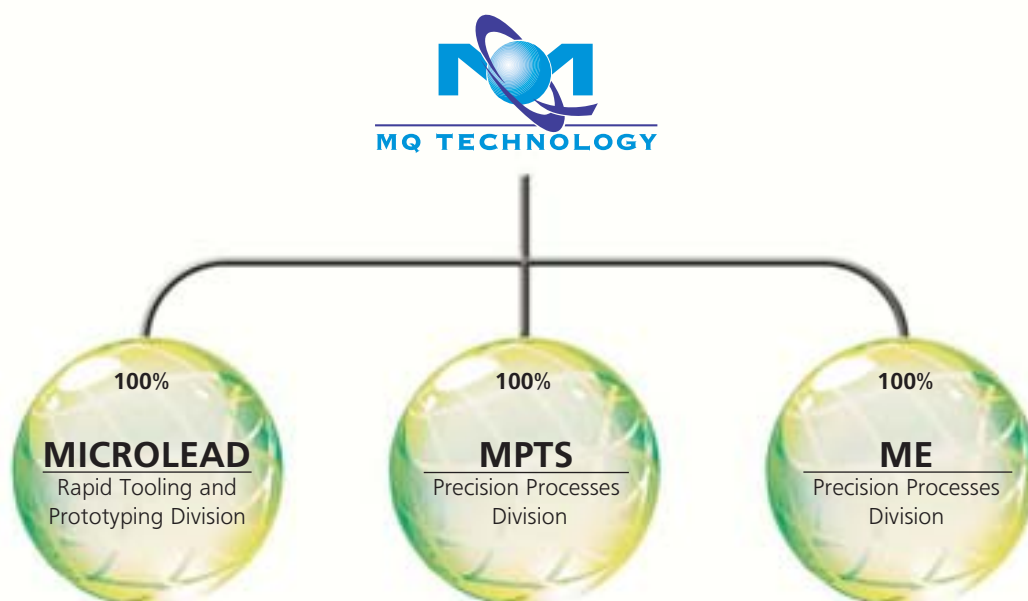 MQ TECHNOLOGY
100%
MICROLEAD
Rapid Tooling and
Prototyping Division
100%
MPTS
Precision Processes
Division
100%
ME
Precision Processes
Division